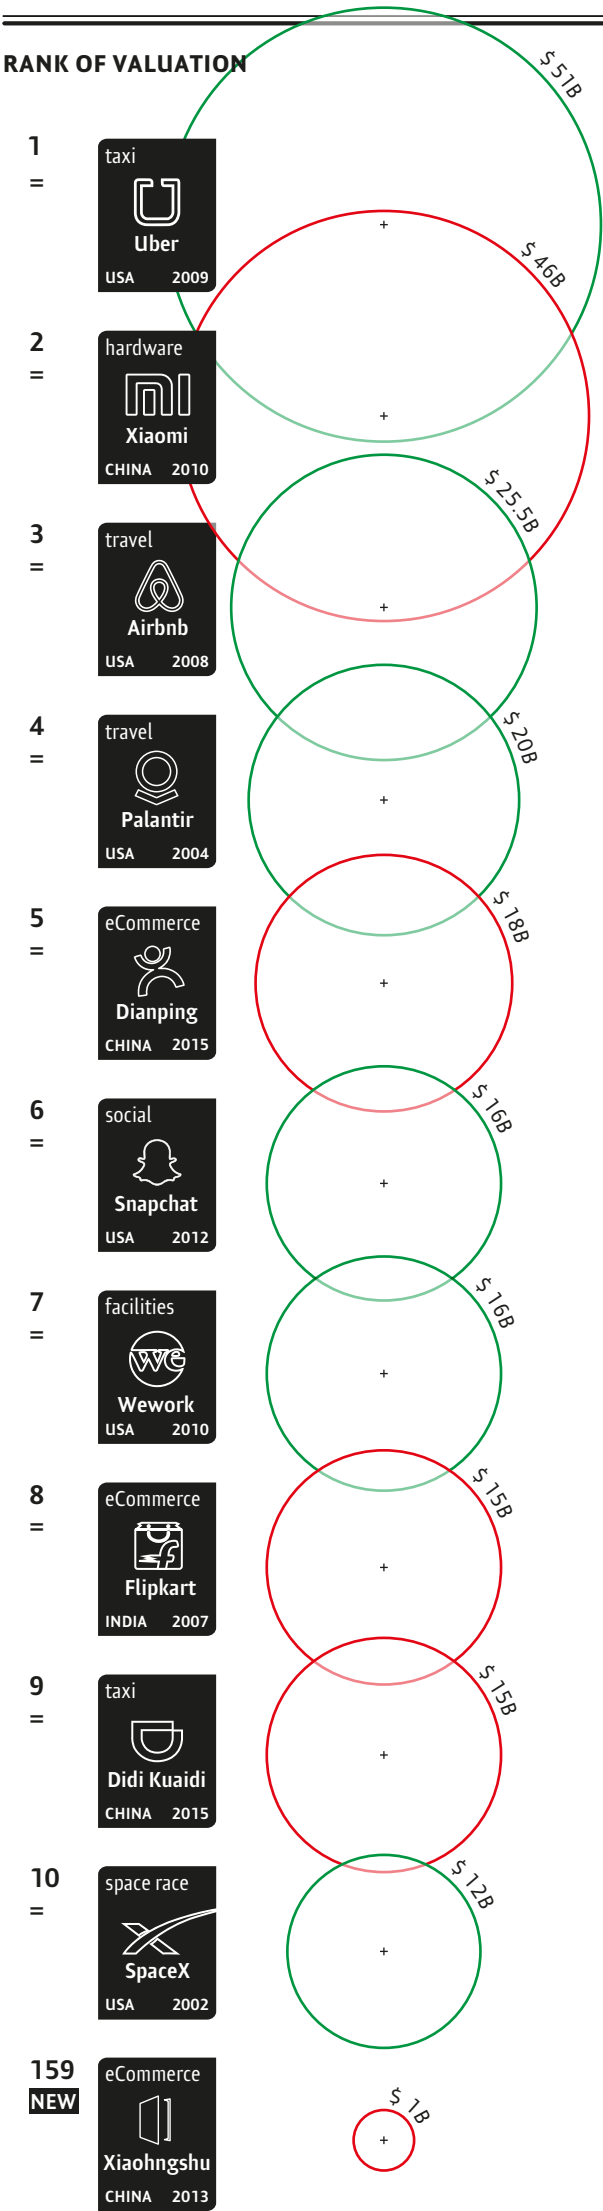 RANK OF VALUATION
$ 51B
1
=
taxi
Uber
USA 2009
$ 46B
2
=
hardware
mi
Xiaomi
CHINA 2010
$ 25.5B
3
=
travel
Airbnb
USA 2008
$ 20B
4
=
travel
Palantir
USA 2004
$ 18B
5
=
eCommerce
Dianping
CHINA 2015
$ 16B
6
=
social
Snapchat
USA 2012
$ 16B
7
=
facilities
we
Wework
USA 2010
$ 15B
8
=
eCommerce
f
Flipkart
INDIA 2007
$ 15B
9
=
taxi
Didi Kuaidi
CHINA 2015
$ 12B
10
=
space race
X
SpaceX
USA 2002
$ 1B
159
NEW
eCommerce
Xiaohngshu
CHINA 2013